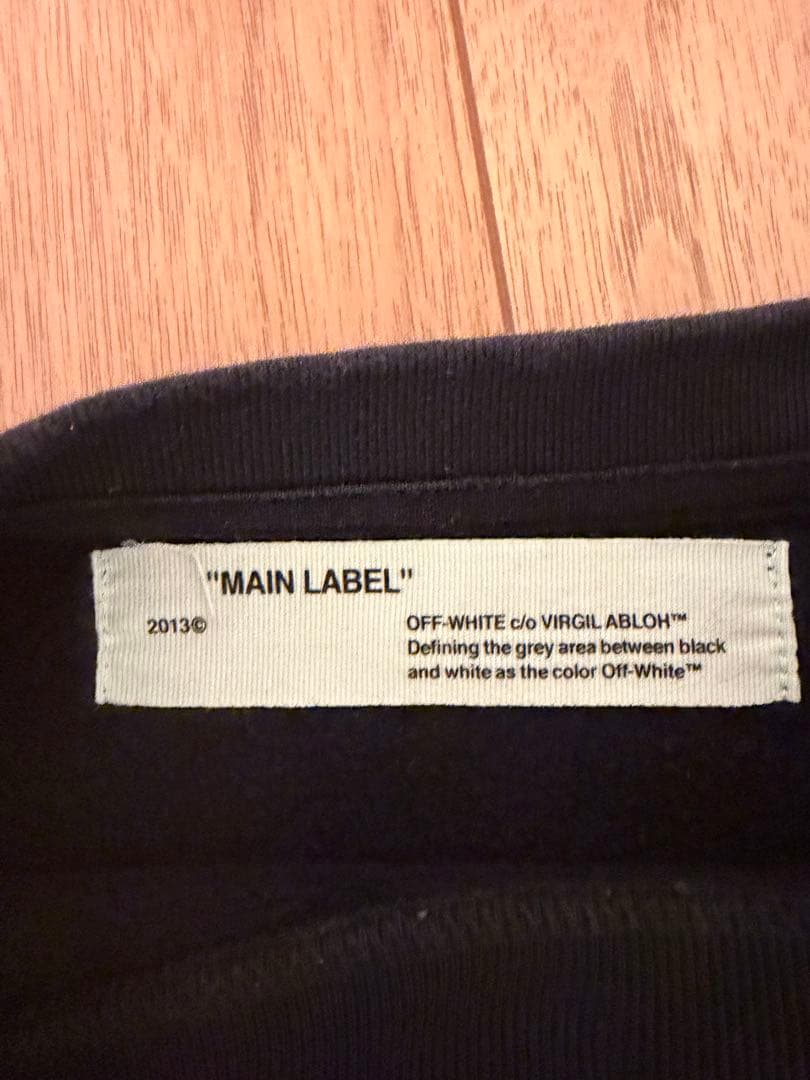 "MAIN LABEL"
2013©
OFF-WHITE c/o VIRGIL ABLOH™
Defining the grey area between black
and white as the color Off-White™